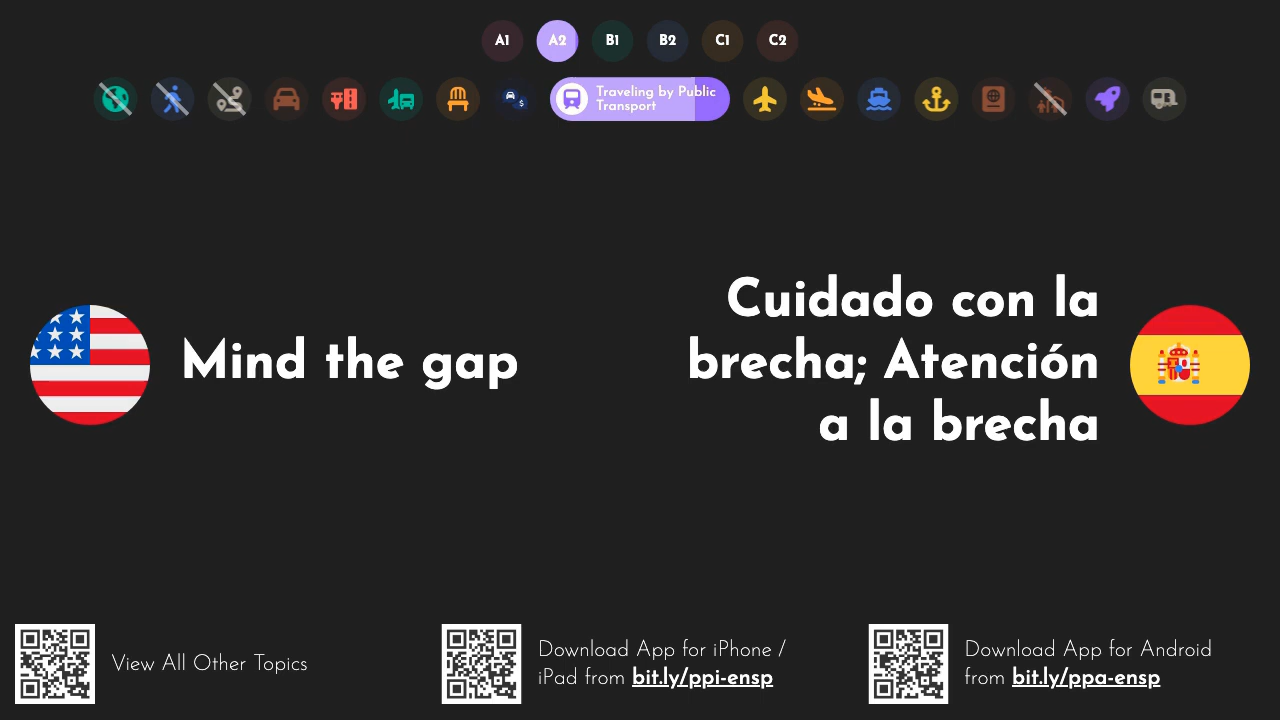 A1 A2 B1 B2 C1 C2
Traveling by Public
Transport
Mind the gap
Cuidado con la
brecha; Atención
a la brecha
View All Other Topics
Download App for iPhone /
iPad from bit.ly/ppi-ensp
Download App for Android
from bit.ly/ppa-ensp